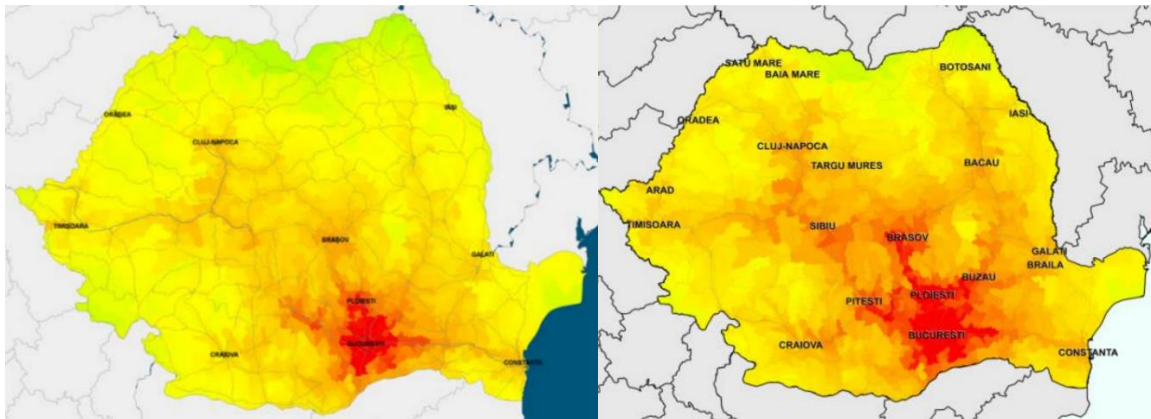 ORADEA
CLUJ-NAPOCA
IASI
TIMISOARA
BRASOV
GALATI
PLOIESTI
BUCURESTI
CRAIOVA
CONSTANTA
SATU MARE
BAIA MARE
BOTOSANI
ORADEA
IASI
CLUJ-NAPOCA
TARGU MURES
BACAU
ARAD
TIMISOARA
SIBIU
BRASOV
GALATI
BRAILA
BUZAU
PITESTI
PLOIESTI
BUCURESTI
CRAIOVA
CONSTANTA